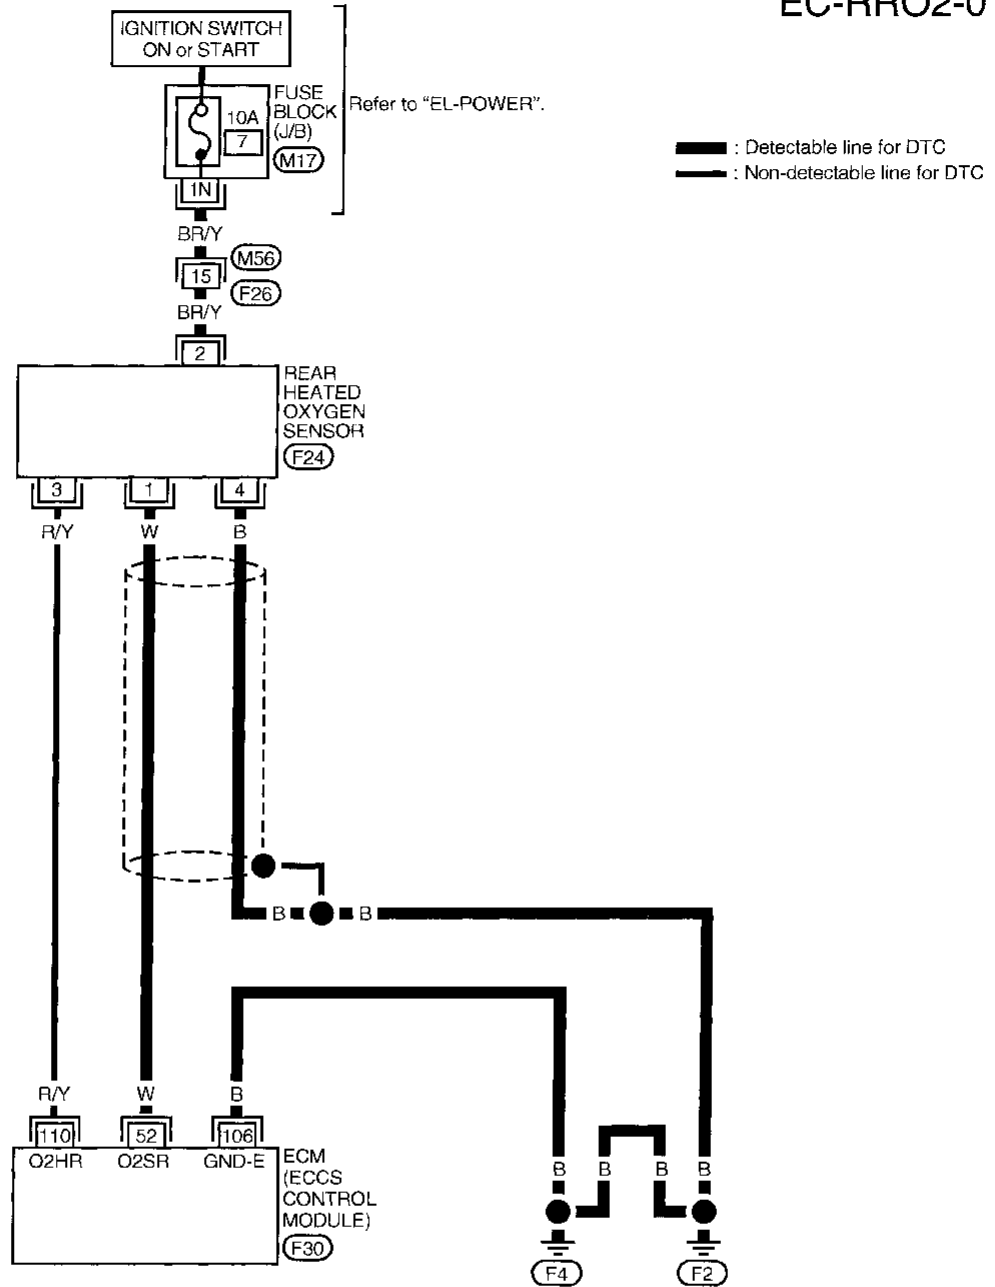 EC-RRO2-0
IGNITION SWITCH
ON or START
FUSE
BLOCK
(J/B)
M17
10A
7
1N
Refer to “EL-POWER”.
: Detectable line for DTC
: Non-detectable line for DTC
BR/Y
M56
15
F26
BR/Y
2
REAR
HEATED
OXYGEN
SENSOR
F24
3 1 4
R/Y W B
B B
R/Y W B
110 52 106
O2HR O2SR GND-E
ECM
(ECCS
CONTROL
MODULE)
F30
B B B B
F4 F2